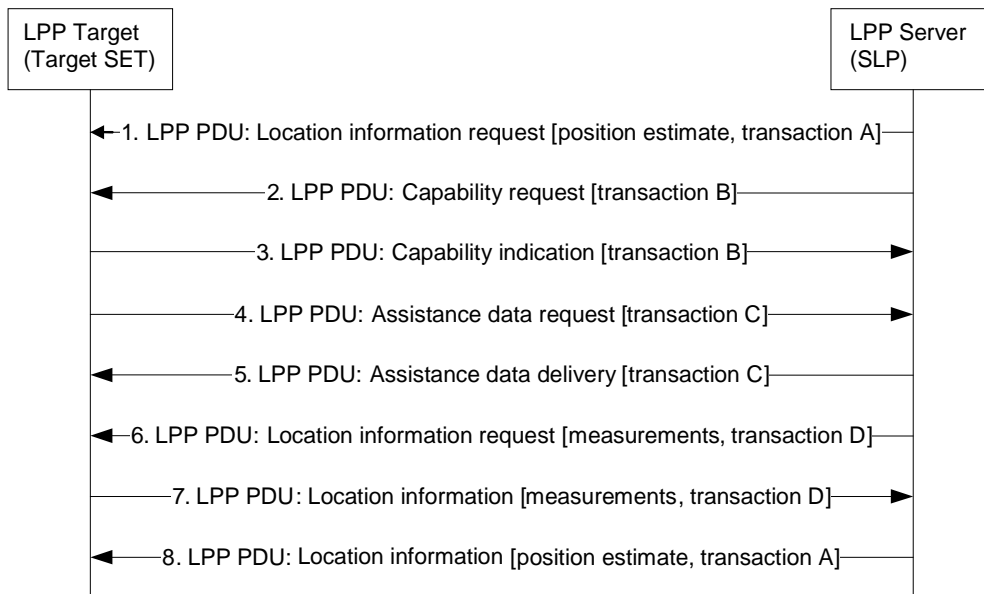 LPP Target
(Target SET)
LPP Server
(SLP)
1. LPP PDU: Location information request [position estimate, transaction A]
2. LPP PDU: Capability request [transaction B]
3. LPP PDU: Capability indication [transaction B]
4. LPP PDU: Assistance data request [transaction C]
5. LPP PDU: Assistance data delivery [transaction C]
6. LPP PDU: Location information request [measurements, transaction D]
7. LPP PDU: Location information [measurements, transaction D]
8. LPP PDU: Location information [position estimate, transaction A]